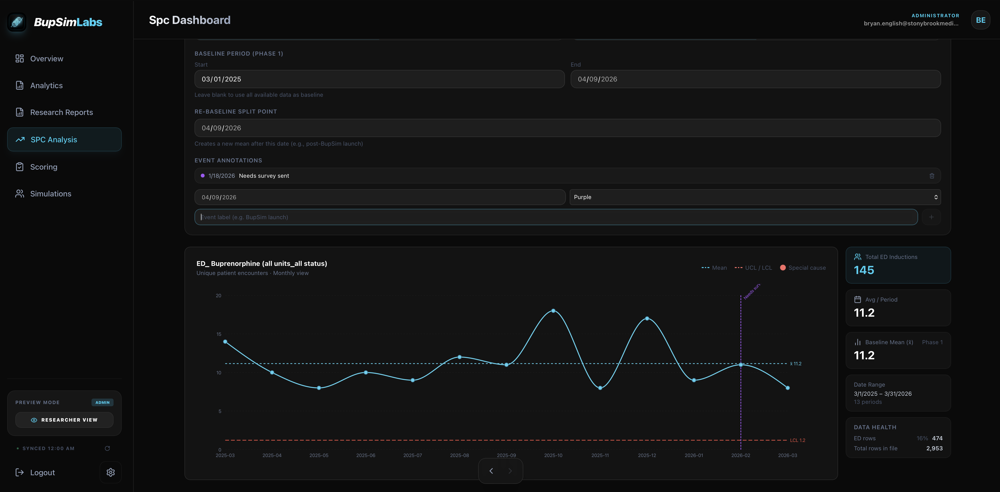 BupSimLabs
Spc Dashboard
ADMINISTRATOR
bryan.english@stonybrookmedi...
BE
Overview
Analytics
Research Reports
SPC Analysis
Scoring
Simulations
PREVIEW MODE
ADMIN
RESEARCHER VIEW
SYNCED 12:00 AM
Logout
BASELINE PERIOD (PHASE 1)
Start
End
03/01/2025
04/09/2026
Leave blank to use all available data as baseline
RE-BASELINE SPLIT POINT
04/09/2026
Creates a new mean after this date (e.g., post-BupSim launch)
EVENT ANNOTATIONS
1/18/2026 Needs survey sent
04/09/2026
Purple
Event label (e.g. BupSim launch)
ED_ Buprenorphine (all units_all status)
Unique patient encounters · Monthly view
Mean
UCL / LCL
Special cause
Needs surv
20
15
10
5
0
x̄ 11.2
LCL 1.2
2025-03
2025-04
2025-05
2025-06
2025-07
2025-08
2025-09
2025-10
2025-11
2025-12
2026-01
2026-02
2026-03
Total ED Inductions
145
Avg / Period
11.2
Baseline Mean (x̄) Phase 1
11.2
Date Range
3/1/2025 – 3/31/2026
13 periods
DATA HEALTH
ED rows 16% 474
Total rows in file 2,953